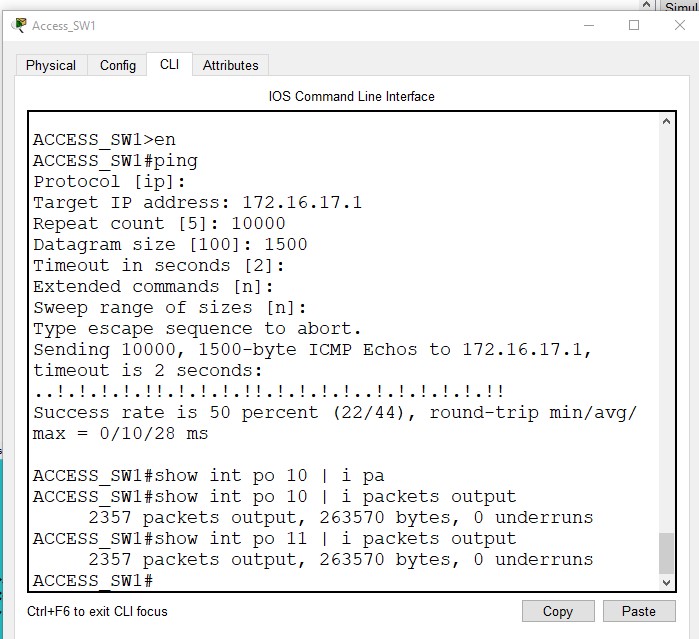 Simul
Access_SW1
Physical Config CLI Attributes
IOS Command Line Interface
ACCESS_SW1>en
ACCESS_SW1#ping
Protocol [ip]:
Target IP address: 172.16.17.1
Repeat count [5]: 10000
Datagram size [100]: 1500
Timeout in seconds [2]:
Extended commands [n]:
Sweep range of sizes [n]:
Type escape sequence to abort.
Sending 10000, 1500-byte ICMP Echos to 172.16.17.1,
timeout is 2 seconds:
..!.!.!.!.!!.!.!.!.!!.!.!.!.!..!.!.!.!.!.!!
Success rate is 50 percent (22/44), round-trip min/avg/
max = 0/10/28 ms
ACCESS_SW1#show int po 10 | i pa
ACCESS_SW1#show int po 10 | i packets output
2357 packets output, 263570 bytes, 0 underruns
ACCESS_SW1#show int po 11 | i packets output
2357 packets output, 263570 bytes, 0 underruns
ACCESS_SW1#
Ctrl+F6 to exit CLI focus
Copy Paste